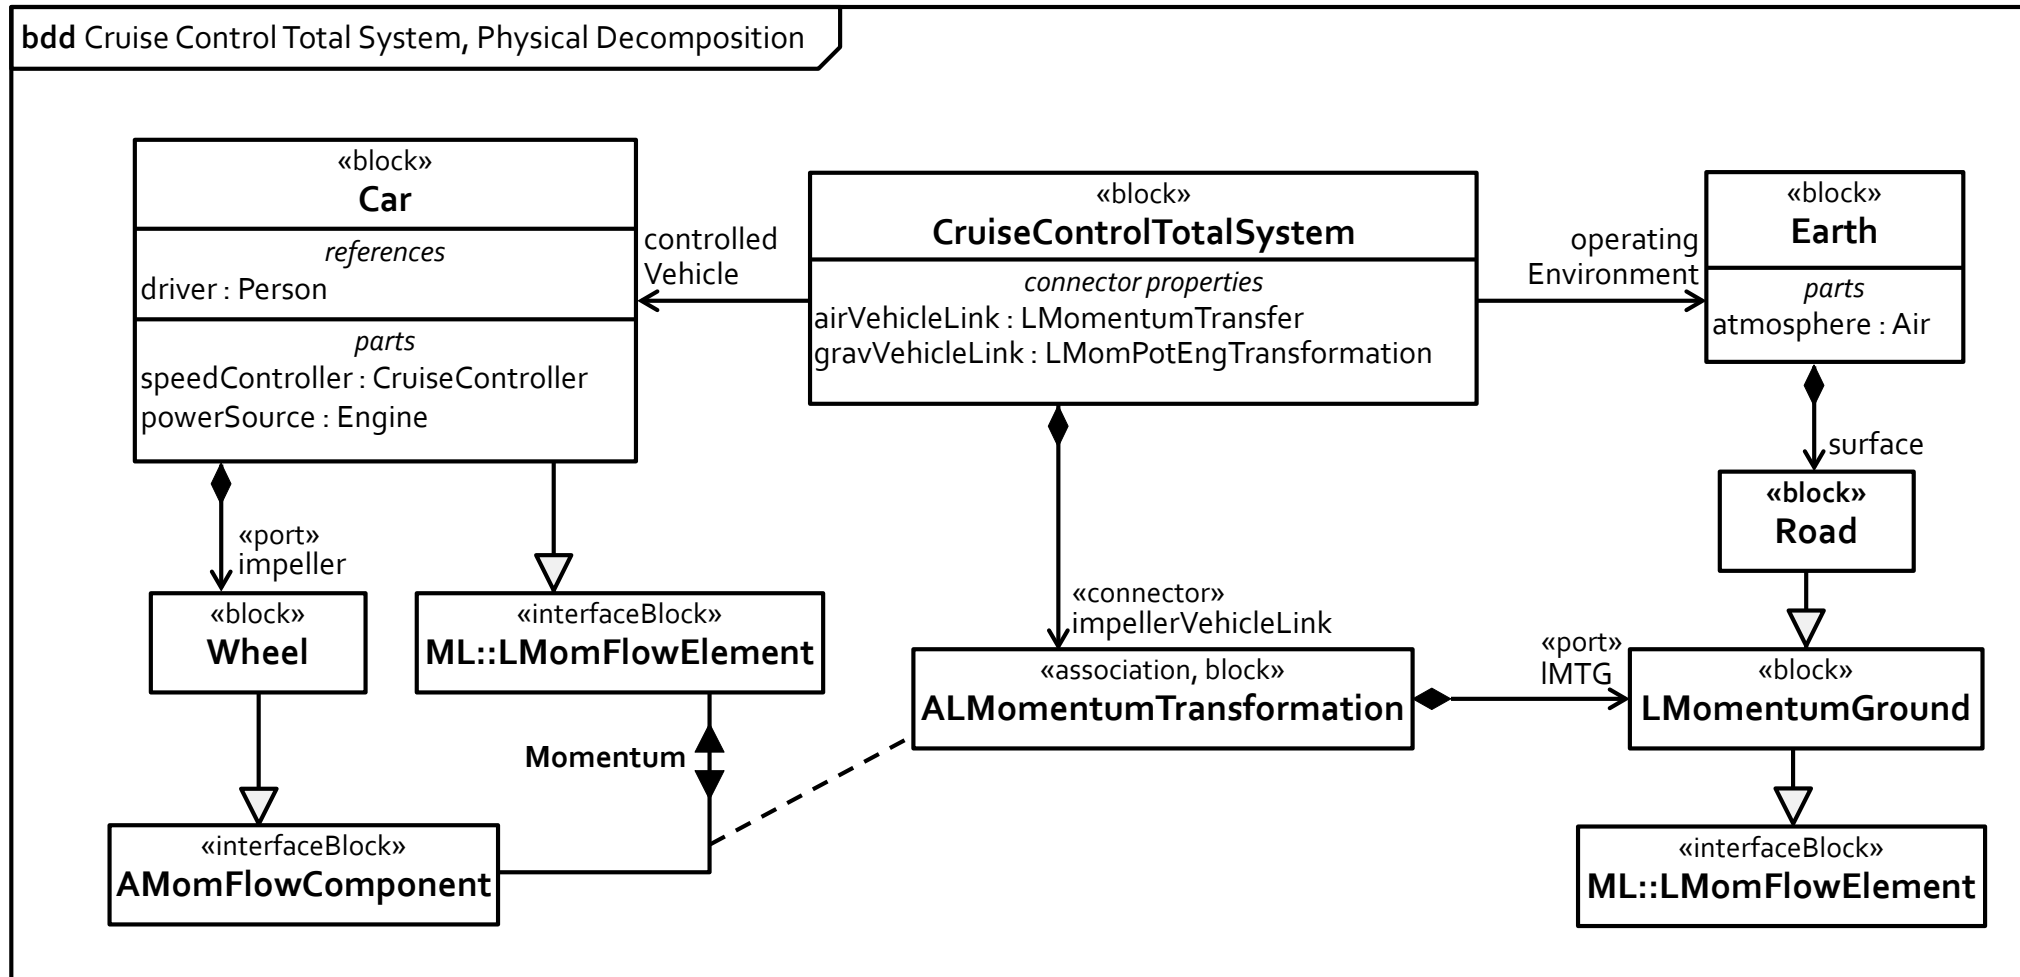 bdd Cruise Control Total System, Physical Decomposition
«block»
Car
references
driver : Person
parts
speedController : CruiseController
powerSource : Engine
controlled
Vehicle
«block»
CruiseControlTotalSystem
connector properties
airVehicleLink : LMomentumTransfer
gravVehicleLink : LMomPotEngTransformation
operating
Environment
«block»
Earth
parts
atmosphere : Air
surface
«block»
Road
«port»
impeller
«block»
Wheel
«interfaceBlock»
ML::LMomFlowElement
«connector»
impellerVehicleLink
«association, block»
ALMomentumTransformation
«port»
lMTG
«block»
LMomentumGround
Momentum
«interfaceBlock»
AMomFlowComponent
«interfaceBlock»
ML::LMomFlowElement